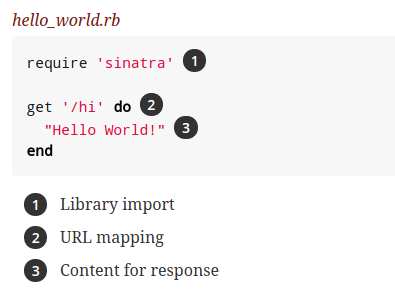 hello_world.rb
require 'sinatra' 1
get '/hi' do 2
"Hello World!" 3
end
1 Library import
2 URL mapping
3 Content for response